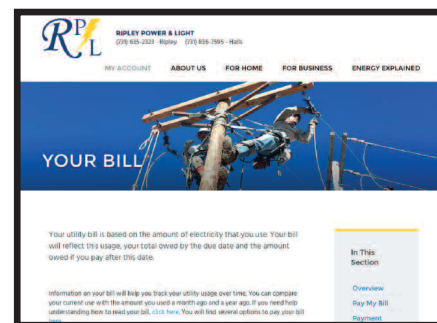 RPL
RIPLEY POWER & LIGHT
(731) 635-2323 - Ripley (731) 836-7595 - Halls
MY ACCOUNT ABOUT US FOR HOME FOR BUSINESS ENERGY EXPLAINED
YOUR BILL
Your utility bill is based on the amount of electricity that you use Your bill
will reflect this usage, your total owed by the due date and the amount
owed if you pay after this date.
In This
Section
Overview
Pay My Bill
Payment
Information on your bill will help you track your utility usage over time. You can compare
your current use with the amount you used a month ago and a year ago. If you need help
understanding how to read your bill, click here. You will find several options to pay your bill
here